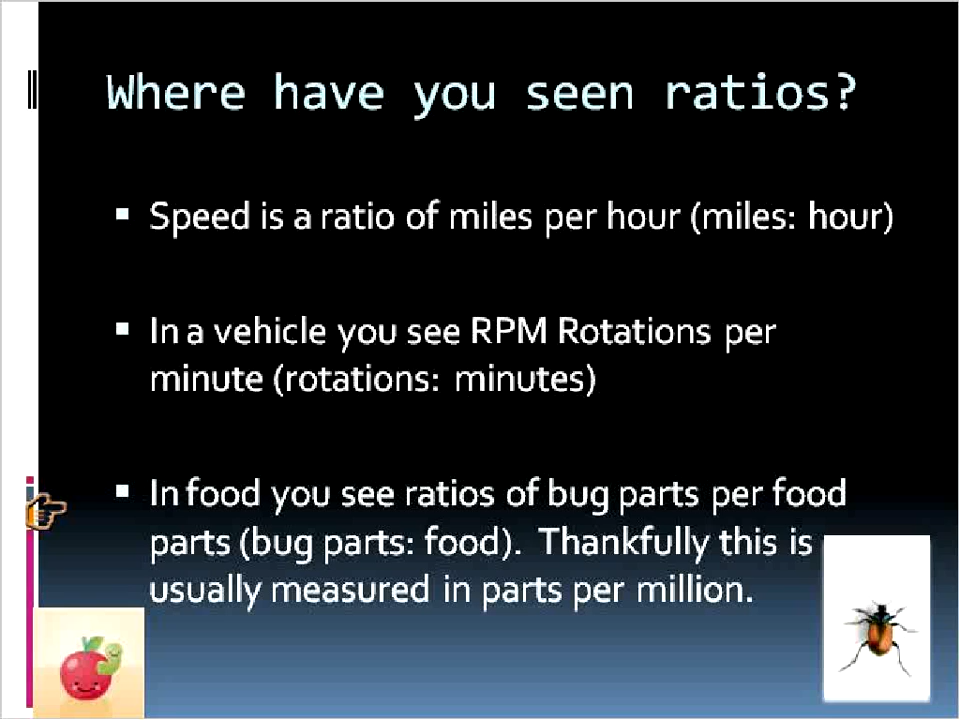 Where have you seen ratios?
▪ Speed is a ratio of miles per hour (miles: hour)
▪ In a vehicle you see RPM Rotations per
minute (rotations: minutes)
▪ In food you see ratios of bug parts per food
parts (bug parts: food). Thankfully this is
usually measured in parts per million.